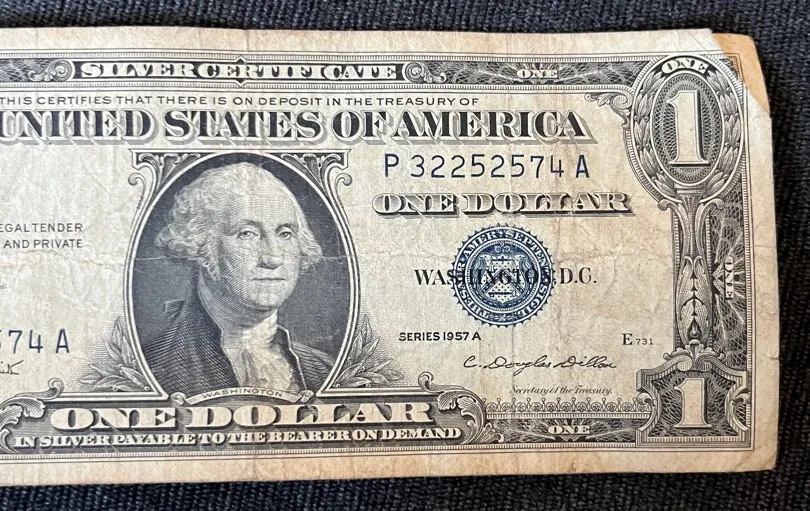 SILVER CERTIFICATE ONE ONE
THIS CERTIFIES THAT THERE IS ON DEPOSIT IN THE TREASURY OF
UNITED STATES OF AMERICA
1
P 32252574 A
ONE DOLLAR
EGAL TENDER
AND PRIVATE
WASHINGTON, D.C.
ONE
74 A
SERIES 1957 A
E 731
C. Douglas Dillon
Secretary of the Treasury.
WASHINGTON
ONE DOLLAR
1
IN SILVER PAYABLE TO THE BEARER ON DEMAND
ONE